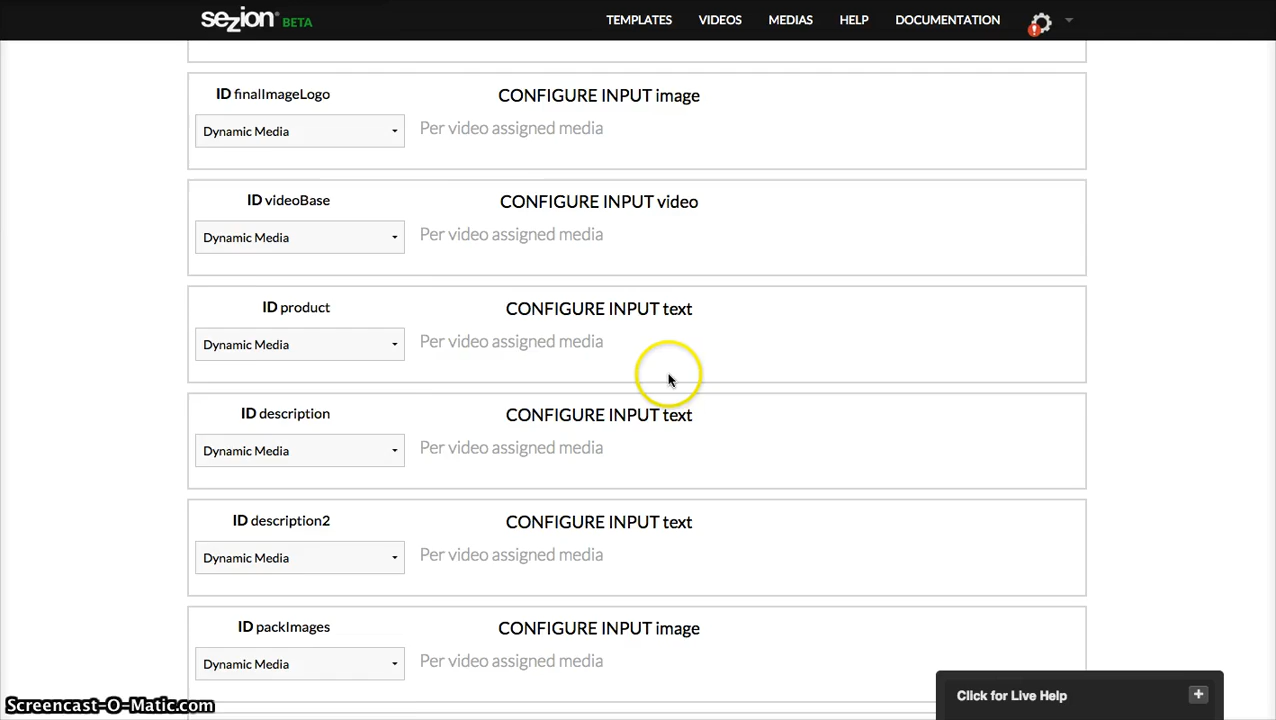 sezion BETA TEMPLATES VIDEOS MEDIAS HELP DOCUMENTATION
ID finalImageLogo CONFIGURE INPUT image
Dynamic Media Per video assigned media
ID videoBase CONFIGURE INPUT video
Dynamic Media Per video assigned media
ID product CONFIGURE INPUT text
Dynamic Media Per video assigned media
ID description CONFIGURE INPUT text
Dynamic Media Per video assigned media
ID description2 CONFIGURE INPUT text
Dynamic Media Per video assigned media
ID packImages CONFIGURE INPUT image
Dynamic Media Per video assigned media
Click for Live Help +
Screencast-O-Matic.com